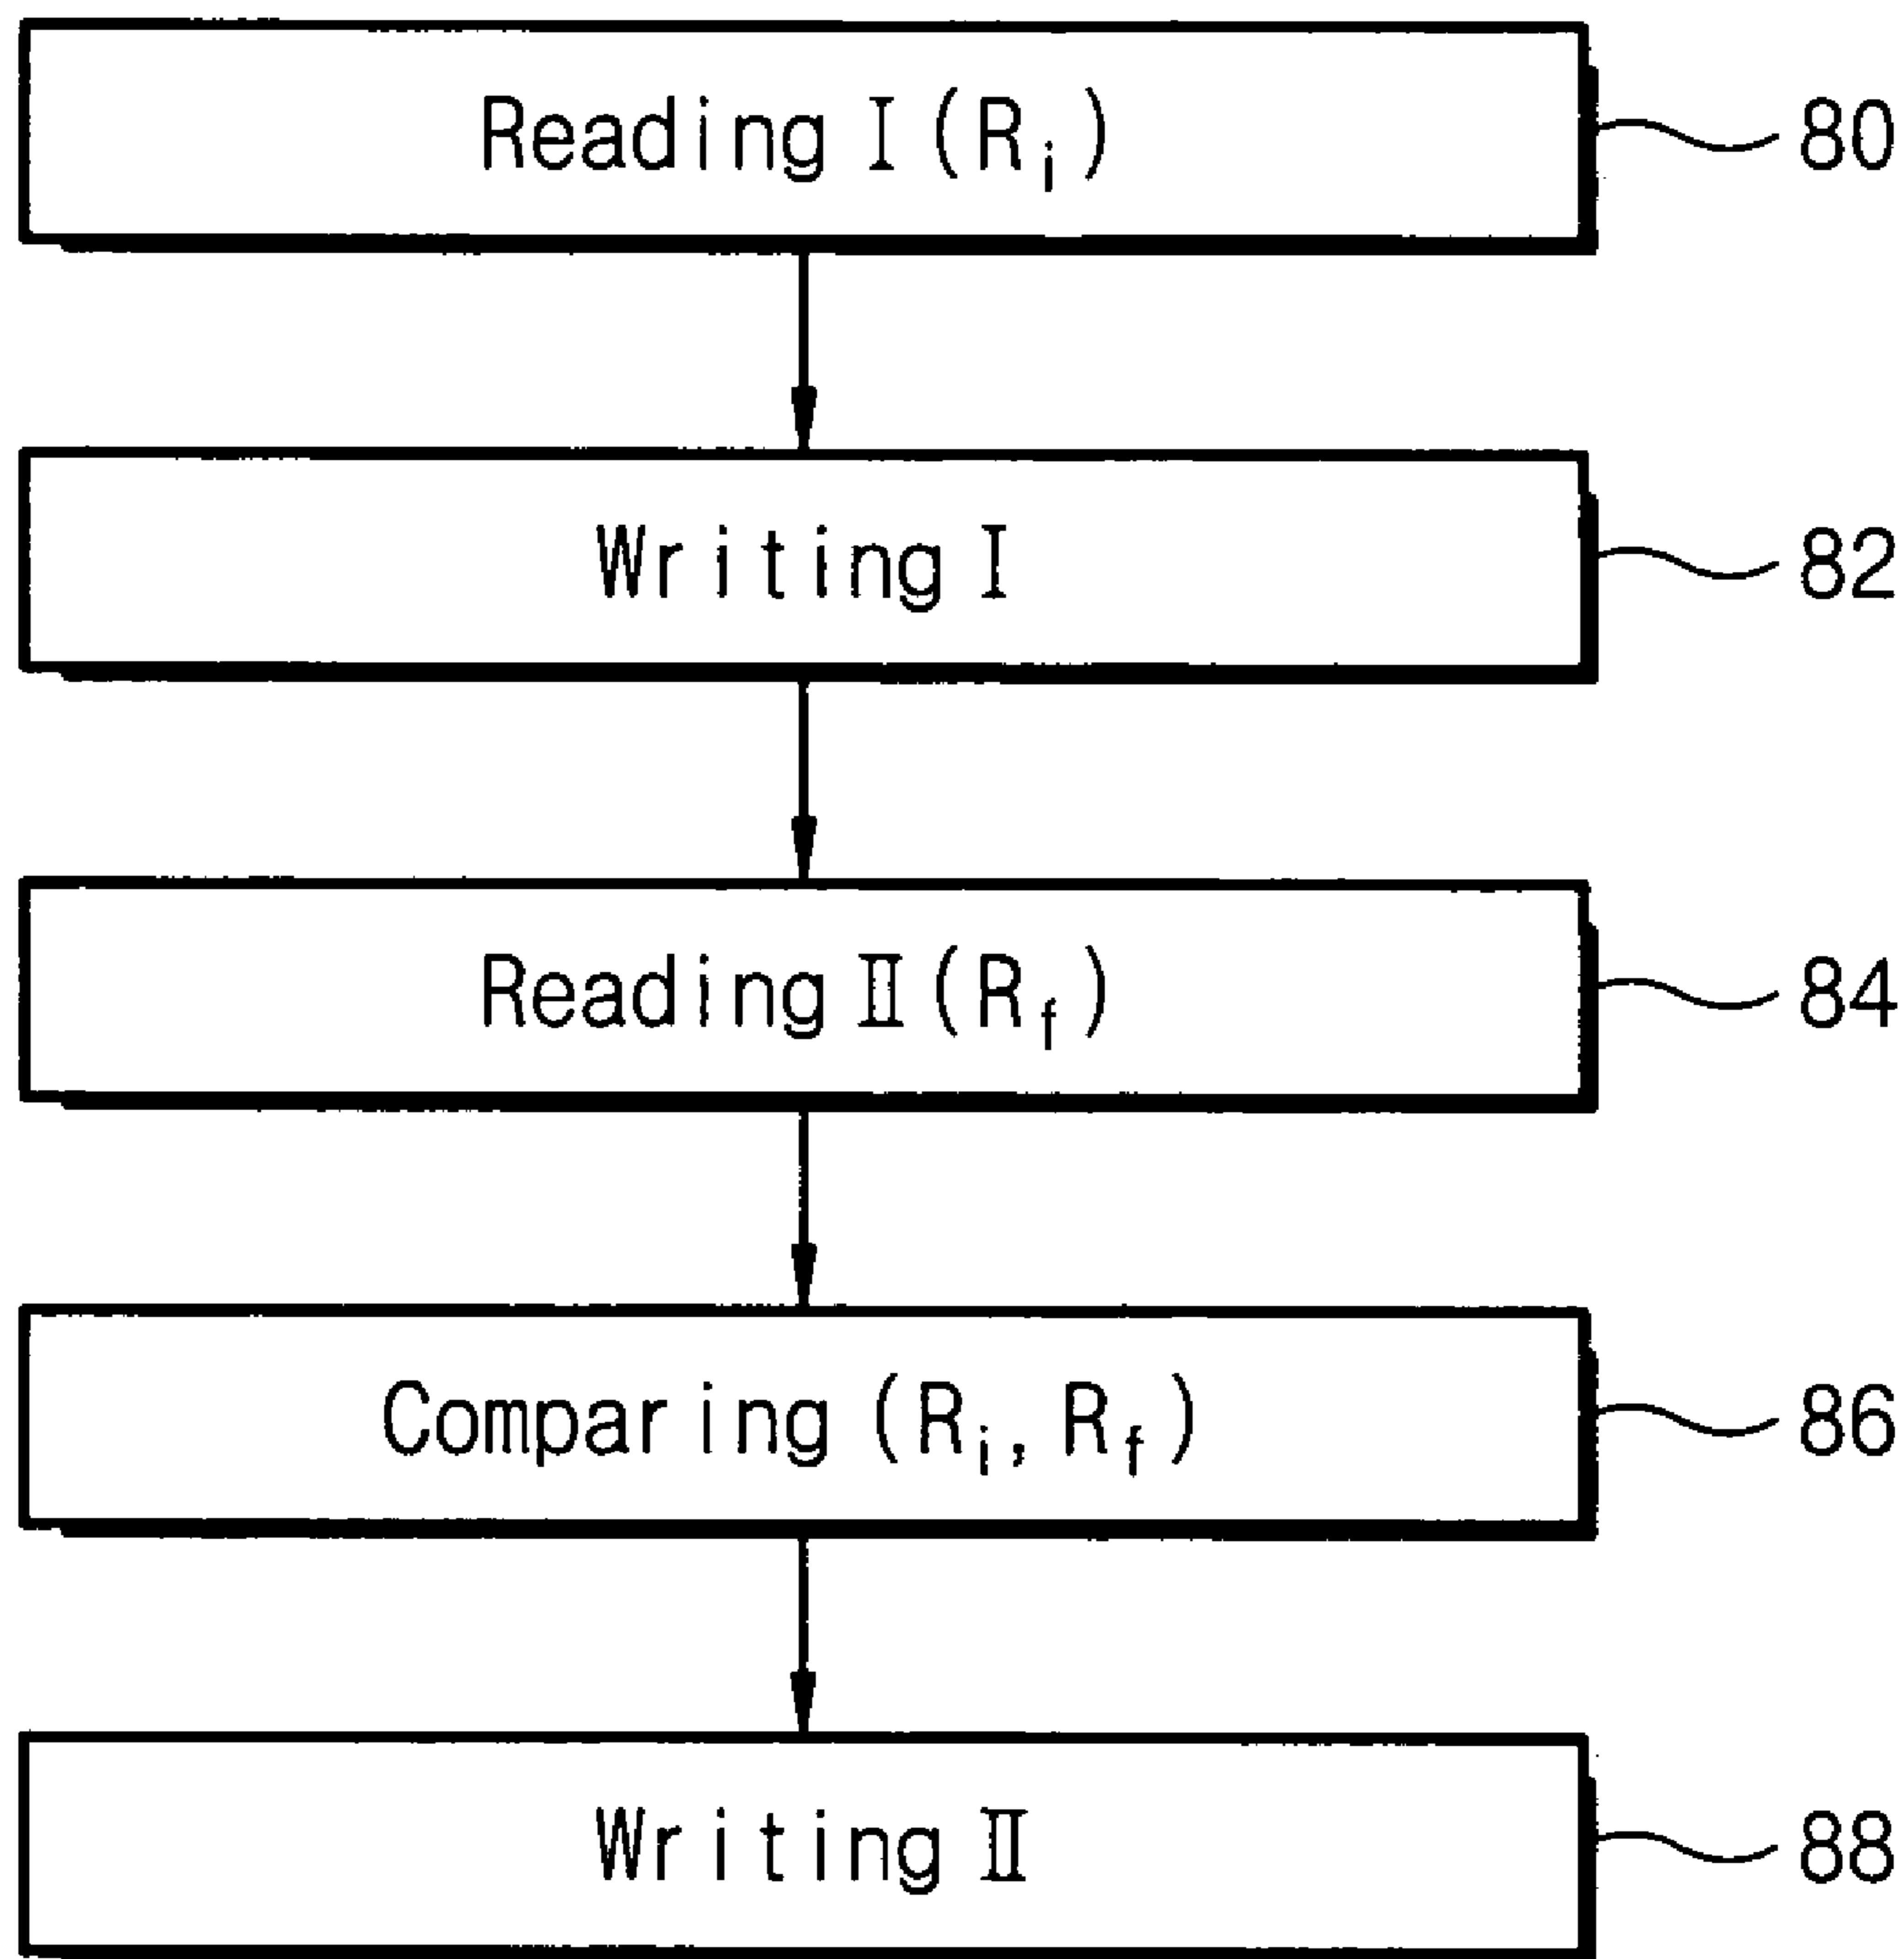 Reading Ⅰ (Ri) 80
Writing Ⅰ 82
Reading Ⅱ (Rf) 84
Comparing (Ri, Rf) 86
Writing Ⅱ 88